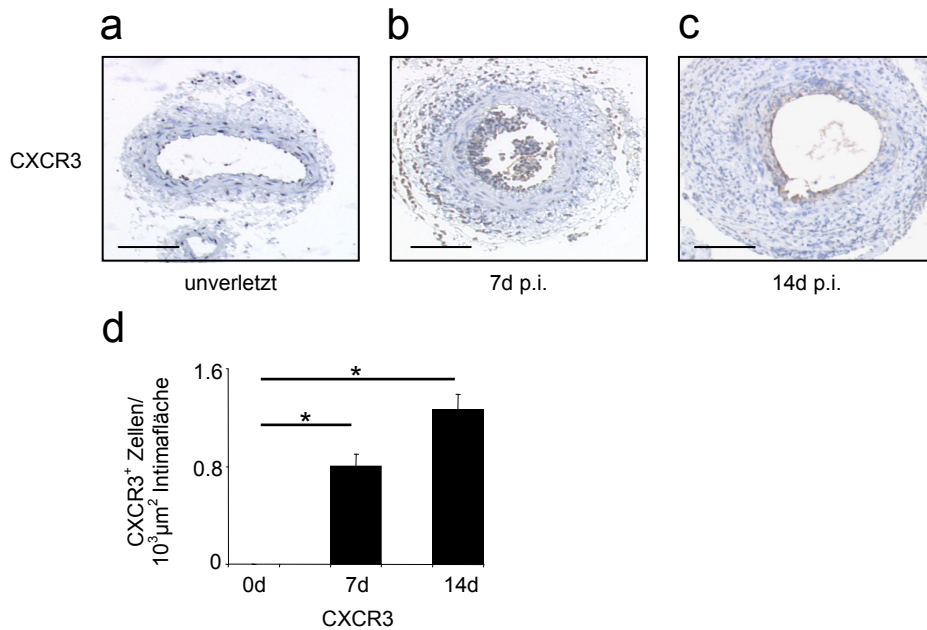 a
b
c
CXCR3
unverletzt
7d p.i.
14d p.i.
d
CXCR3⁺ Zellen/
10³µm² Intimafläche
1.6
0.8
0
*
*
0d
7d
14d
CXCR3